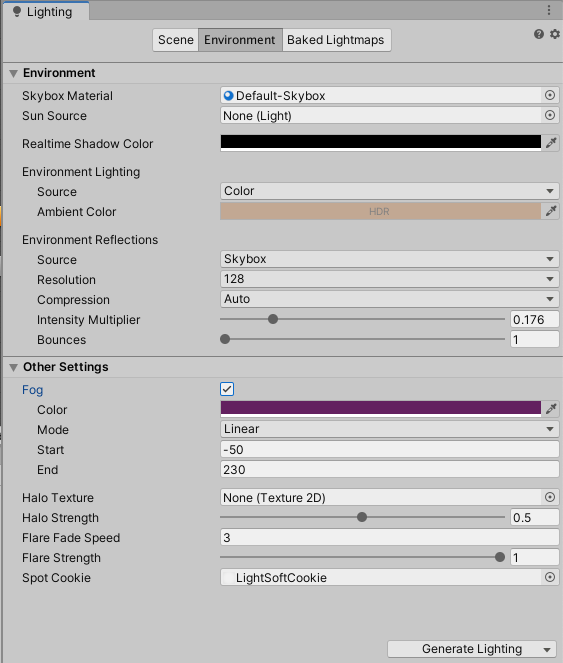 Lighting
Scene Environment Baked Lightmaps
Environment
Skybox Material Default-Skybox
Sun Source None (Light)
Realtime Shadow Color
Environment Lighting
Source Color
Ambient Color HDR
Environment Reflections
Source Skybox
Resolution 128
Compression Auto
Intensity Multiplier 0.176
Bounces 1
Other Settings
Fog
Color
Mode Linear
Start -50
End 230
Halo Texture None (Texture 2D)
Halo Strength 0.5
Flare Fade Speed 3
Flare Strength 1
Spot Cookie LightSoftCookie
Generate Lighting